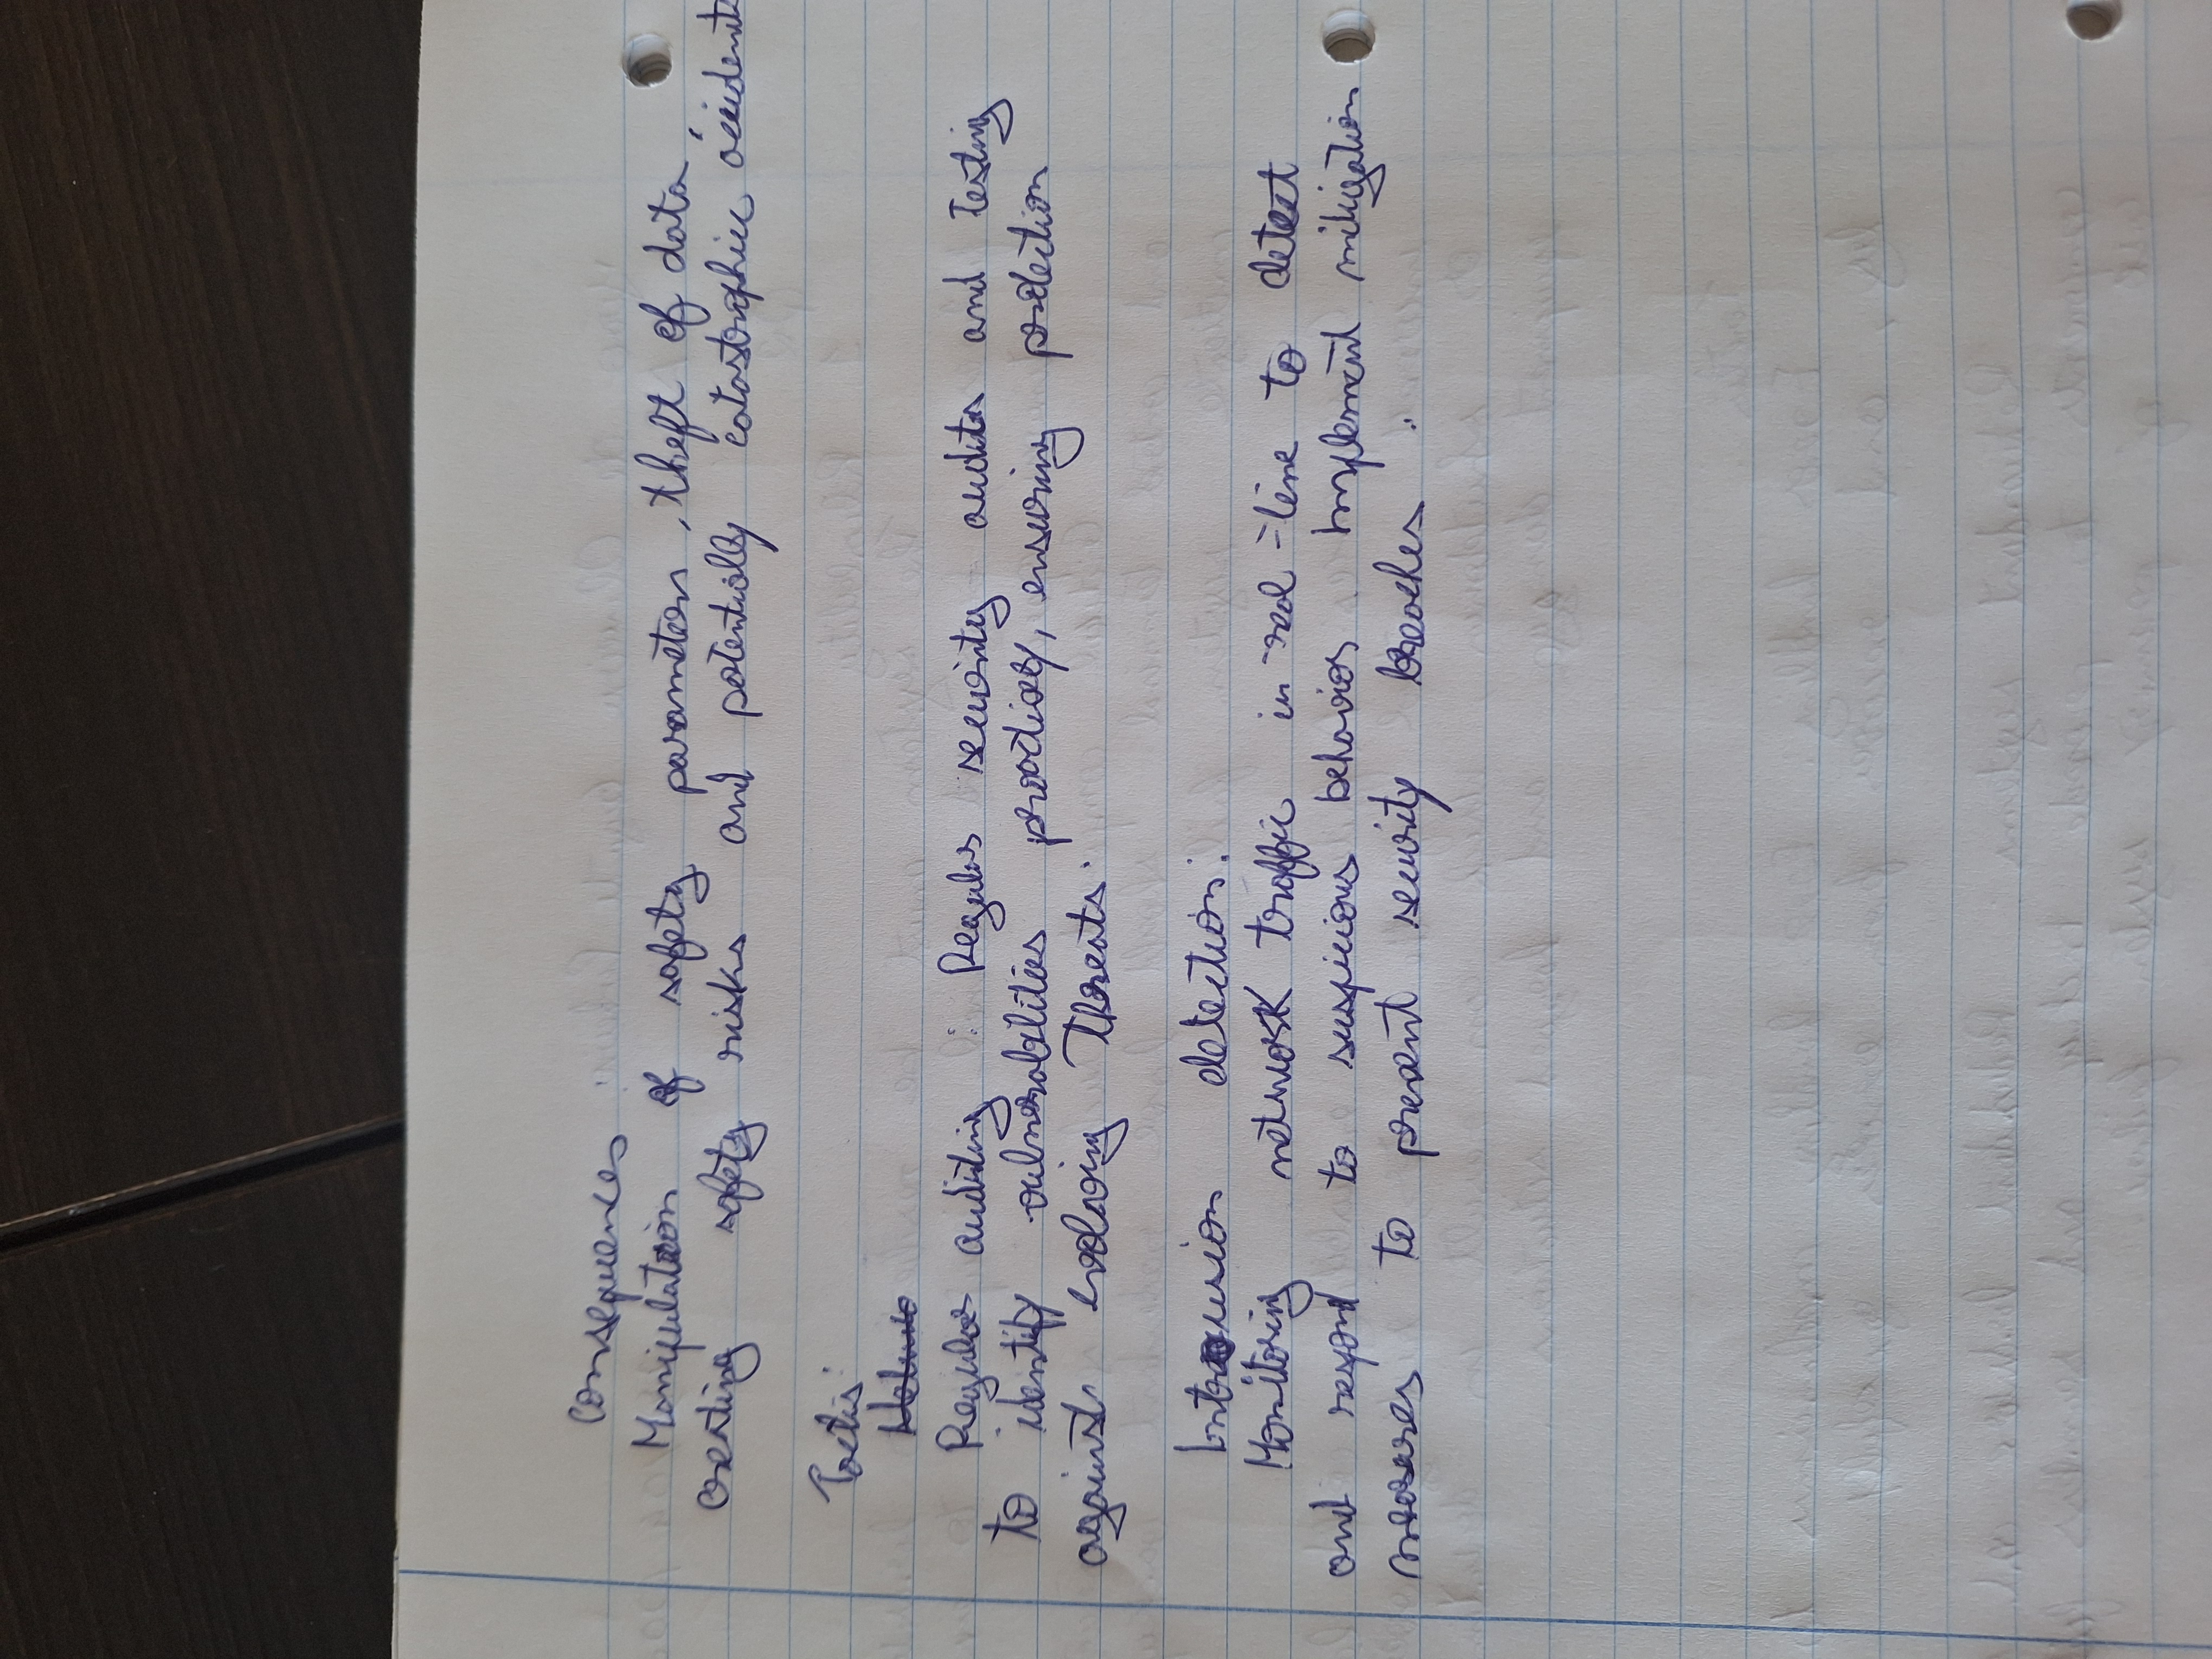 Consequences
Manipulation of safety parameters, theft of data,
creating safety risks and potentially catastrophic accidents
Tactis:
Regular auditing : Regular security audits and testing
to identify vulnerabilities proactively, ensuring protection
against evolving Threats.
Intrusion detection:
Monitoring network traffic in real-time to detect
and respond to suspicious behaviors implement mitigation
measures to prevent security breaches.